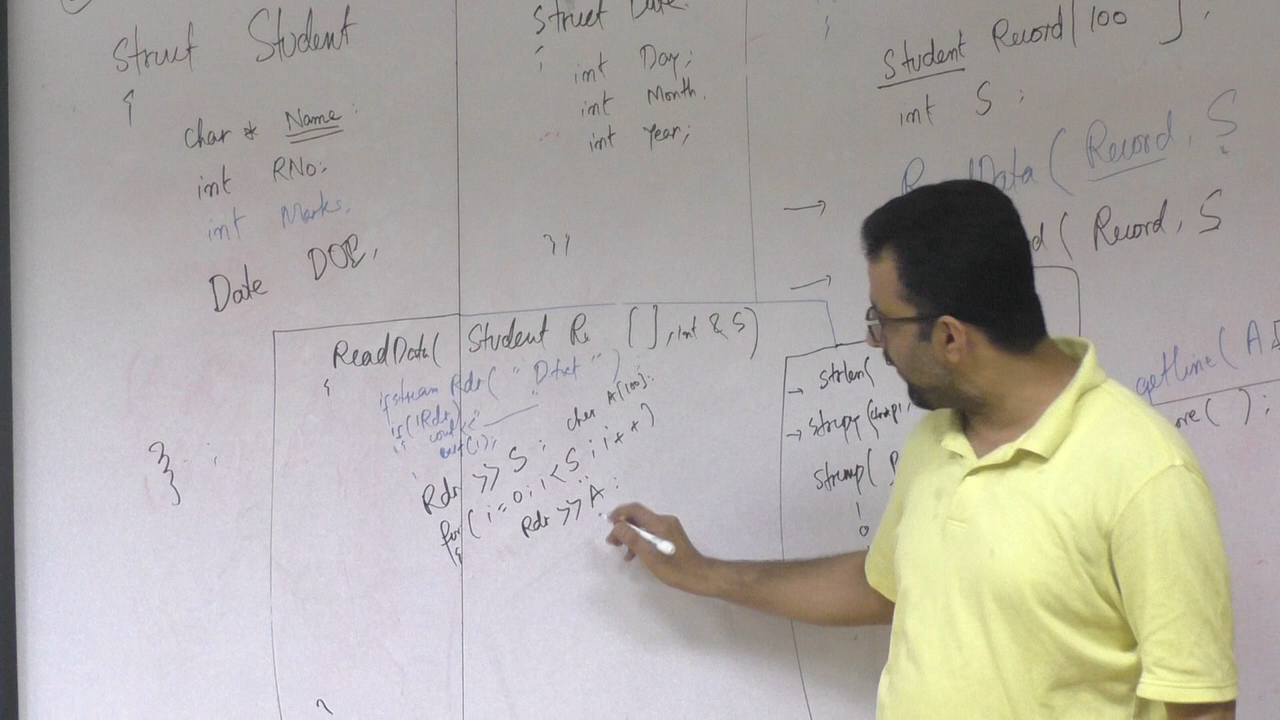 Struct Student
{
char * Name;
int RNo;
int Marks;
Date DOB,
} ;
}
Struct Date
{
int Day;
int Month.
int Year;
};
;
Student Record[100];
int S ;
→ ReadData( Record, S
→ d( Record, S
ReadData( Student R [], int & S)
{
ifstream Rdr( "D.txt" );
if(!Rdr)
{ cout<<"
exit(1);
Rdr >> S ; char A[100];
for( i=0; i<S; i++)
{
Rdr >> A ;
}
→ strlen(
→ strcpy(
strcmp(
\
0
getline( A
ore( );